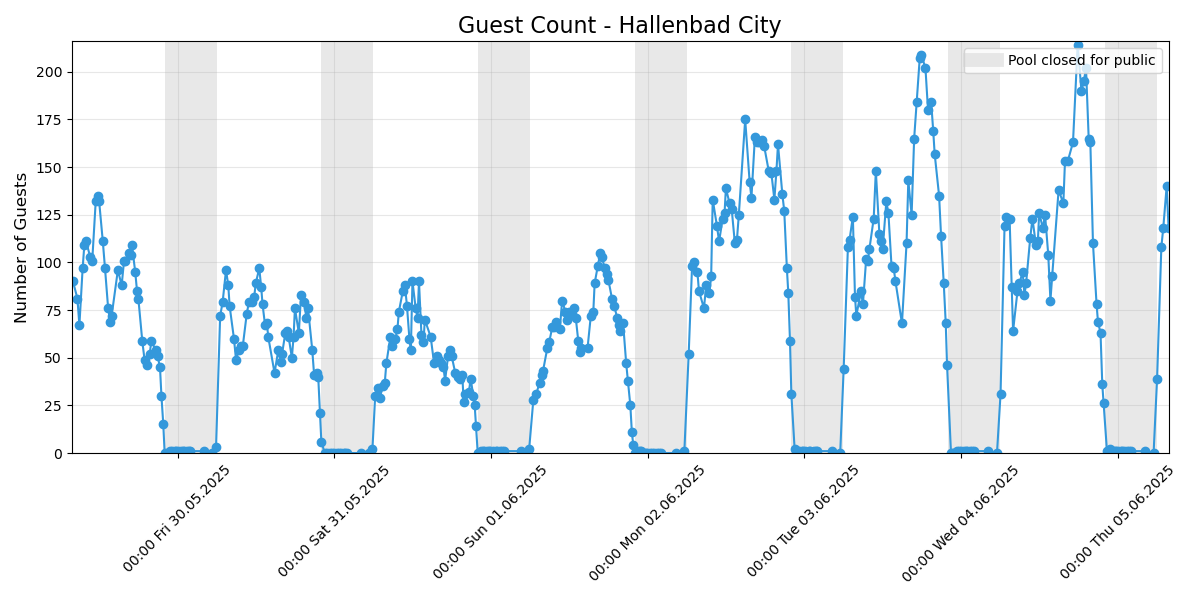 Guest Count - Hallenbad City
Pool closed for public
Number of Guests
200
175
150
125
100
75
50
25
0
00:00 Fri 30.05.2025
00:00 Sat 31.05.2025
00:00 Sun 01.06.2025
00:00 Mon 02.06.2025
00:00 Tue 03.06.2025
00:00 Wed 04.06.2025
00:00 Thu 05.06.2025